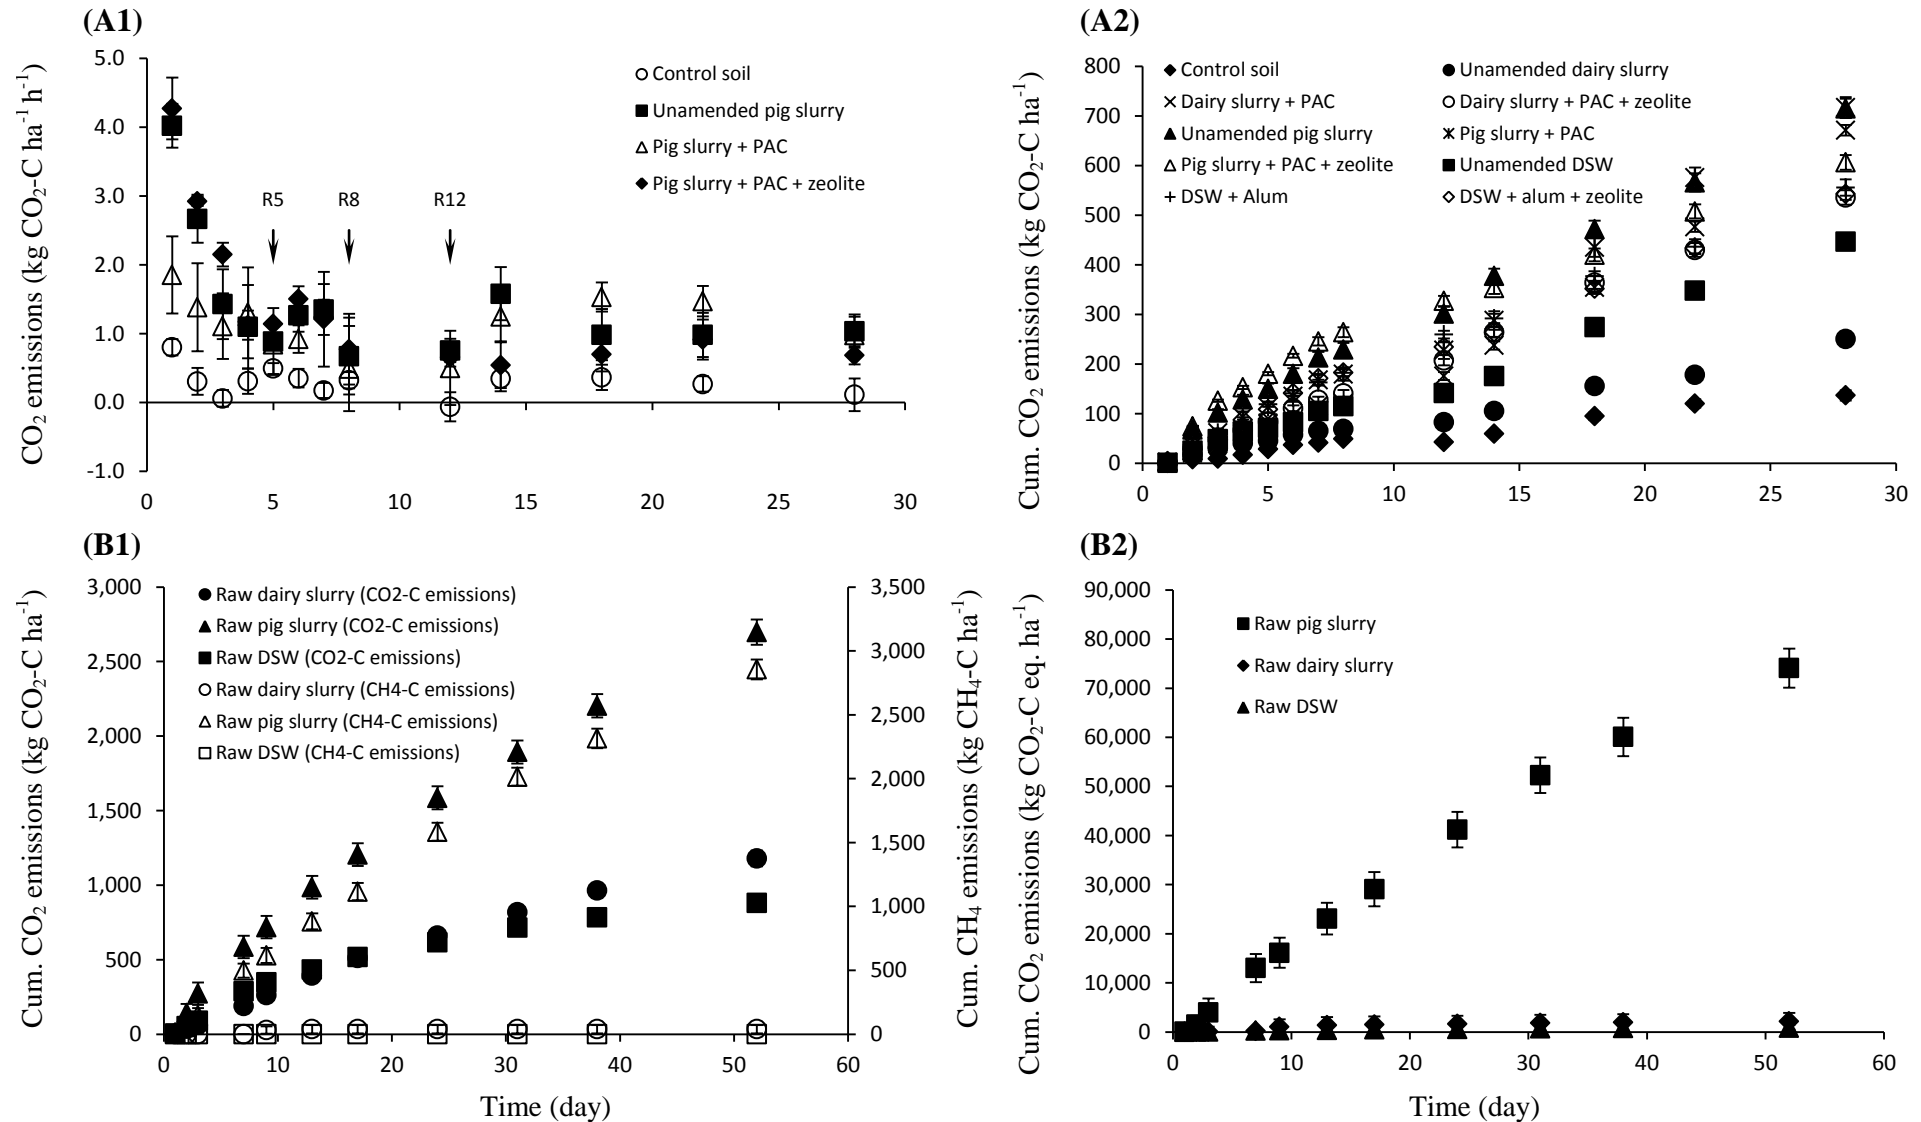 (A1)
CO2 emissions (kg CO2-C ha-1 h-1)
5.0
4.0
3.0
2.0
1.0
0.0
-1.0
0 5 10 15 20 25 30
Control soil
Unamended pig slurry
Pig slurry + PAC
Pig slurry + PAC + zeolite
R5 R8 R12
(A2)
Cum. CO2 emissions (kg CO2-C ha-1)
800
700
600
500
400
300
200
100
0
0 5 10 15 20 25 30
Control soil Unamended dairy slurry
Dairy slurry + PAC Dairy slurry + PAC + zeolite
Unamended pig slurry Pig slurry + PAC
Pig slurry + PAC + zeolite Unamended DSW
DSW + Alum DSW + alum + zeolite
(B1)
Cum. CO2 emissions (kg CO2-C ha-1)
3,000
2,500
2,000
1,500
1,000
500
0
Raw dairy slurry (CO2-C emissions)
Raw pig slurry (CO2-C emissions)
Raw DSW (CO2-C emissions)
Raw dairy slurry (CH4-C emissions)
Raw pig slurry (CH4-C emissions)
Raw DSW (CH4-C emissions)
3,500
3,000
2,500
2,000
1,500
1,000
500
0
Cum. CH4 emissions (kg CH4-C ha-1)
0 10 20 30 40 50 60
Time (day)
(B2)
Cum. CO2 emissions (kg CO2-C eq. ha-1)
90,000
80,000
70,000
60,000
50,000
40,000
30,000
20,000
10,000
0
Raw pig slurry
Raw dairy slurry
Raw DSW
0 10 20 30 40 50 60
Time (day)